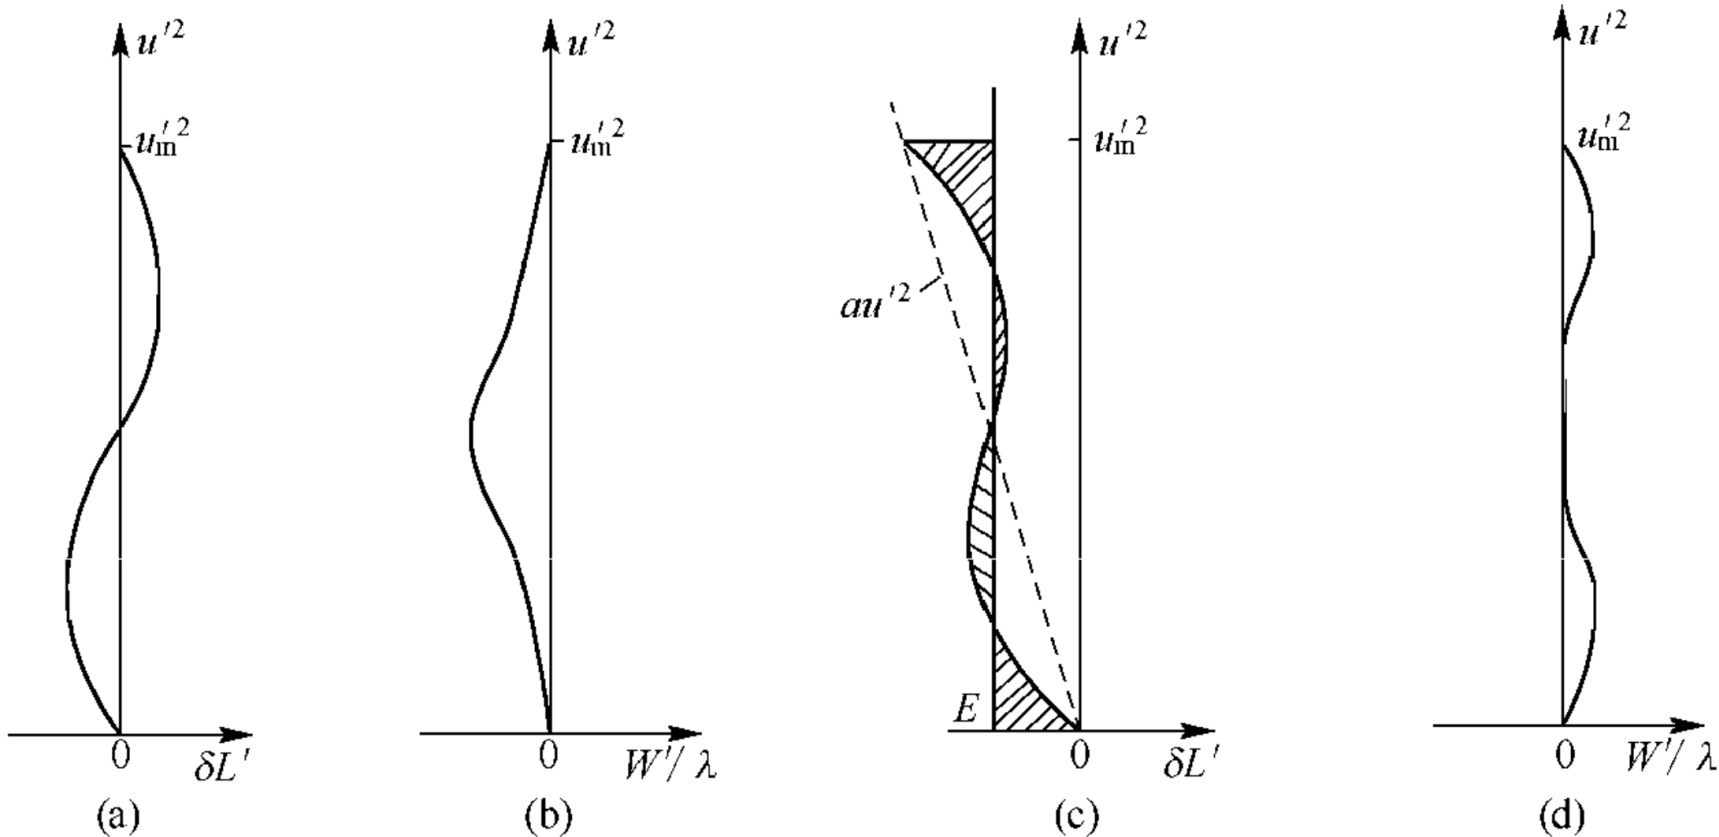 u′²
u′ₘ²
0
δL′
(a)
u′²
u′ₘ²
0
W′/λ
(b)
u′²
u′ₘ²
au′²
E
0
δL′
(c)
u′²
u′ₘ²
0
W′/λ
(d)